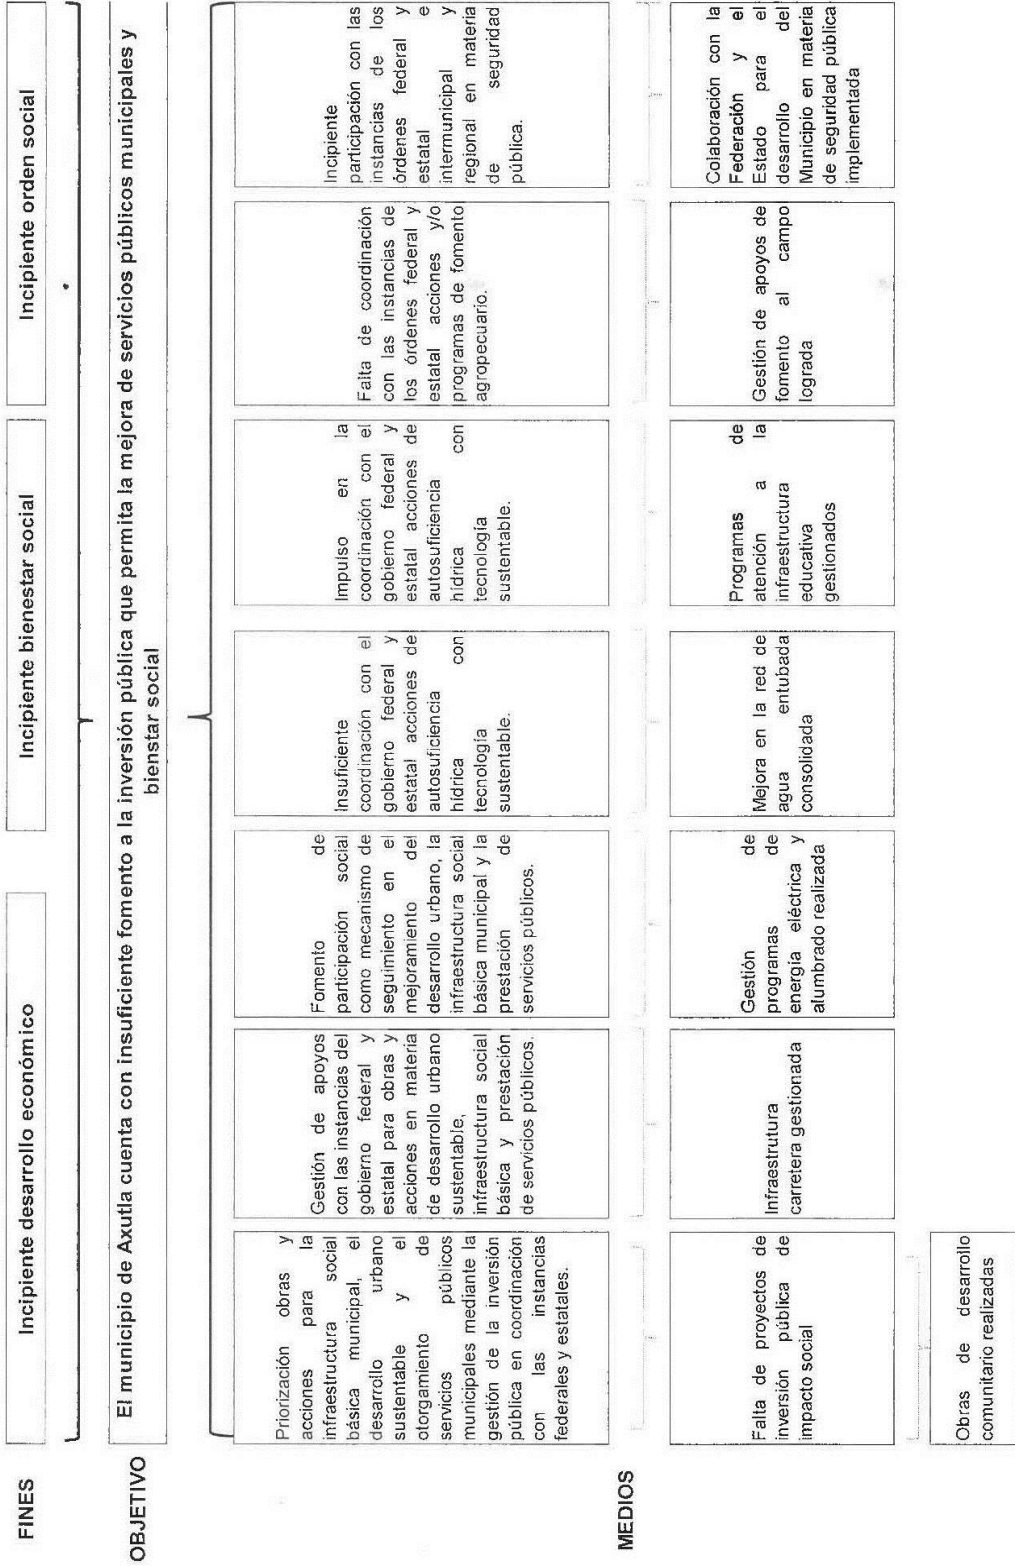 FINES
Incipiente desarrollo económico
Incipiente bienestar social
Incipiente orden social
OBJETIVO
El municipio de Axutla cuenta con insuficiente fomento a la inversión pública que permita la mejora de servicios públicos municipales y
bienstar social
MEDIOS
Priorización obras y
acciones para la
infraestructura social
básica municipal, el
desarrollo urbano
sustentable y el
otorgamiento de
servicios públicos
municipales mediante la
gestión de la inversión
pública en coordinación
con las instancias
federales y estatales.
Gestión de apoyos
con las instancias del
gobierno federal y
estatal para obras y
acciones en materia
de desarrollo urbano
sustentable,
infraestructura social
básica y prestación
de servicios públicos.
Fomento de
participación social
como mecanismo de
seguimiento en el
mejoramiento del
desarrollo urbano, la
infraestructura social
básica municipal y la
prestación de
servicios públicos.
Insuficiente
coordinación con el
gobierno federal y
estatal acciones de
autosuficiencia
hídrica con
tecnología
sustentable.
Impulso en la
coordinación con el
gobierno federal y
estatal acciones de
autosuficiencia
hídrica con
tecnología
sustentable.
Falta de coordinación
con las instancias de
los órdenes federal y
estatal acciones y/o
programas de fomento
agropecuario.
Incipiente
participación con las
instancias de los
órdenes federal y
estatal e
intermunicipal y
regional en materia
de seguridad
pública.
Falta de proyectos de
inversión pública de
impacto social
Infraestrutura
carretera gestionada
Gestión de
programas de
energía eléctrica y
alumbrado realizada
Mejora en la red de
agua entubada
consolidada
Programas de
atención a la
infraestructura
educativa
gestionados
Gestión de apoyos de
fomento al campo
lograda
Colaboración con la
Federación y el
Estado para el
desarrollo del
Municipio en materia
de seguridad pública
implementada
Obras de desarrollo
comunitario realizadas